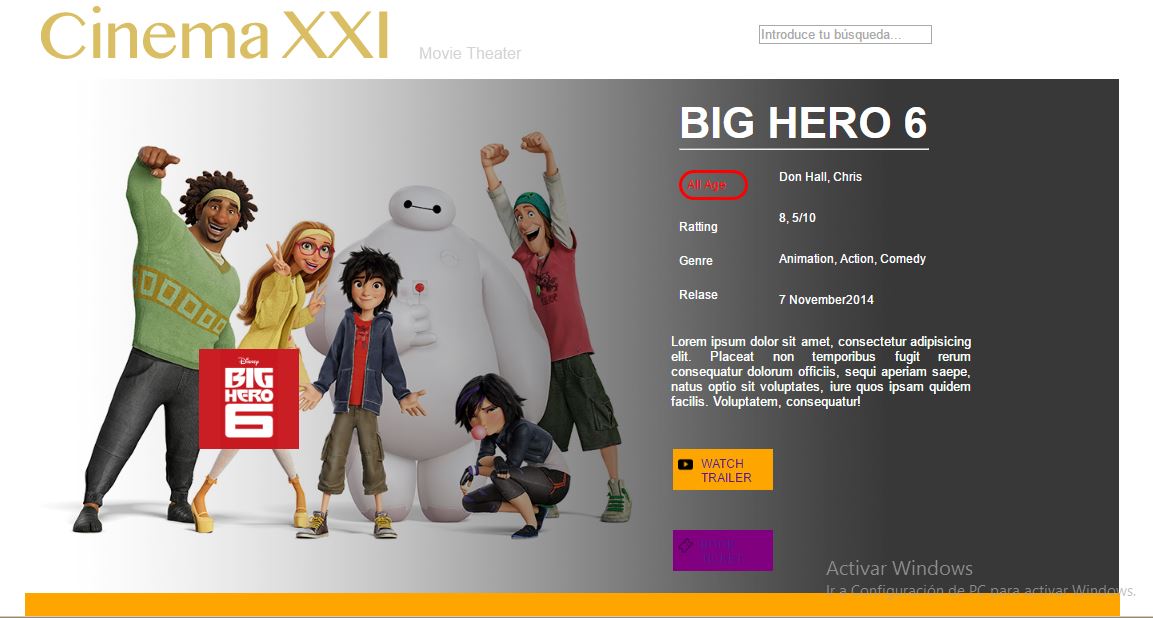 Cinema XXI
Movie Theater
Introduce tu búsqueda...
BIG HERO 6
All Age
Don Hall, Chris
Ratting
8, 5/10
Genre
Animation, Action, Comedy
Relase
7 November2014
Lorem ipsum dolor sit amet, consectetur adipisicing
elit. Placeat non temporibus fugit rerum
consequatur dolorum officiis, sequi aperiam saepe,
natus optio sit voluptates, iure quos ipsam quidem
facilis. Voluptatem, consequatur!
Disney
BIG
HERO
6
WATCH
TRAILER
BOOK
TICKET
Activar Windows
Ir a Configuración de PC para activar Windows.